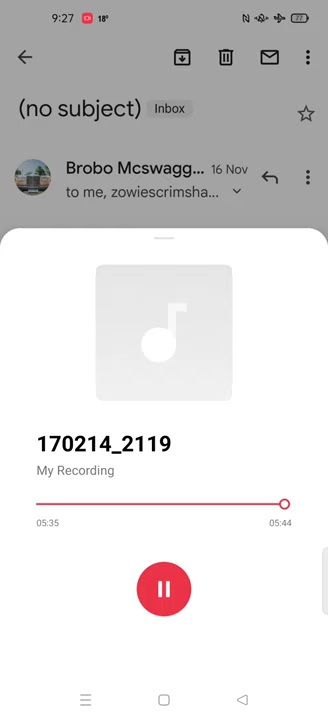 9:27 18°
77
(no subject) Inbox
Brobo Mcswagg... 16 Nov
to me, zowiescrimsha...
170214_2119
My Recording
05:35 05:44